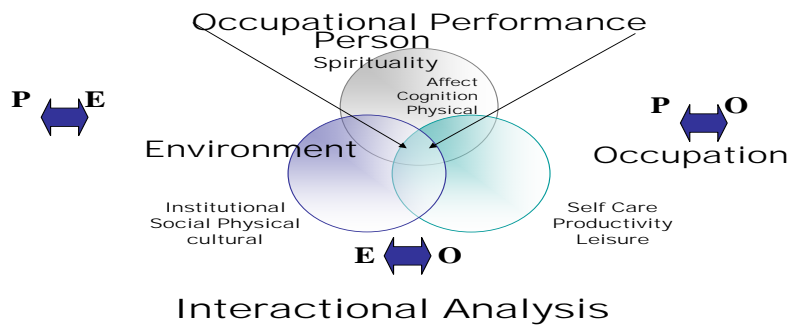 Occupational Performance
Person
Spirituality
Affect
Cognition
Physical
P E
P O
Environment
Occupation
Institutional
Social Physical
cultural
Self Care
Productivity
Leisure
E O
Interactional Analysis